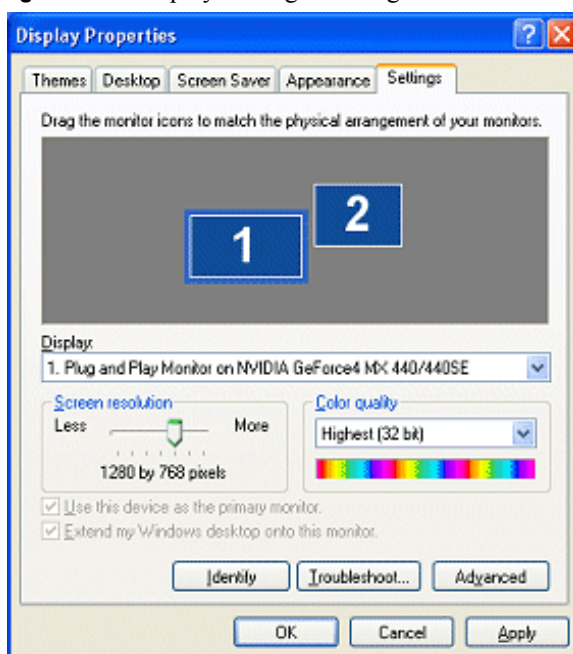 Display Properties
Themes Desktop Screen Saver Appearance Settings
Drag the monitor icons to match the physical arrangement of your monitors.
1
2
Display:
1. Plug and Play Monitor on NVIDIA GeForce4 MX 440/440SE
Screen resolution
Less More
1280 by 768 pixels
Color quality
Highest (32 bit)
Use this device as the primary monitor.
Extend my Windows desktop onto this monitor.
Identify Troubleshoot... Advanced
OK Cancel Apply